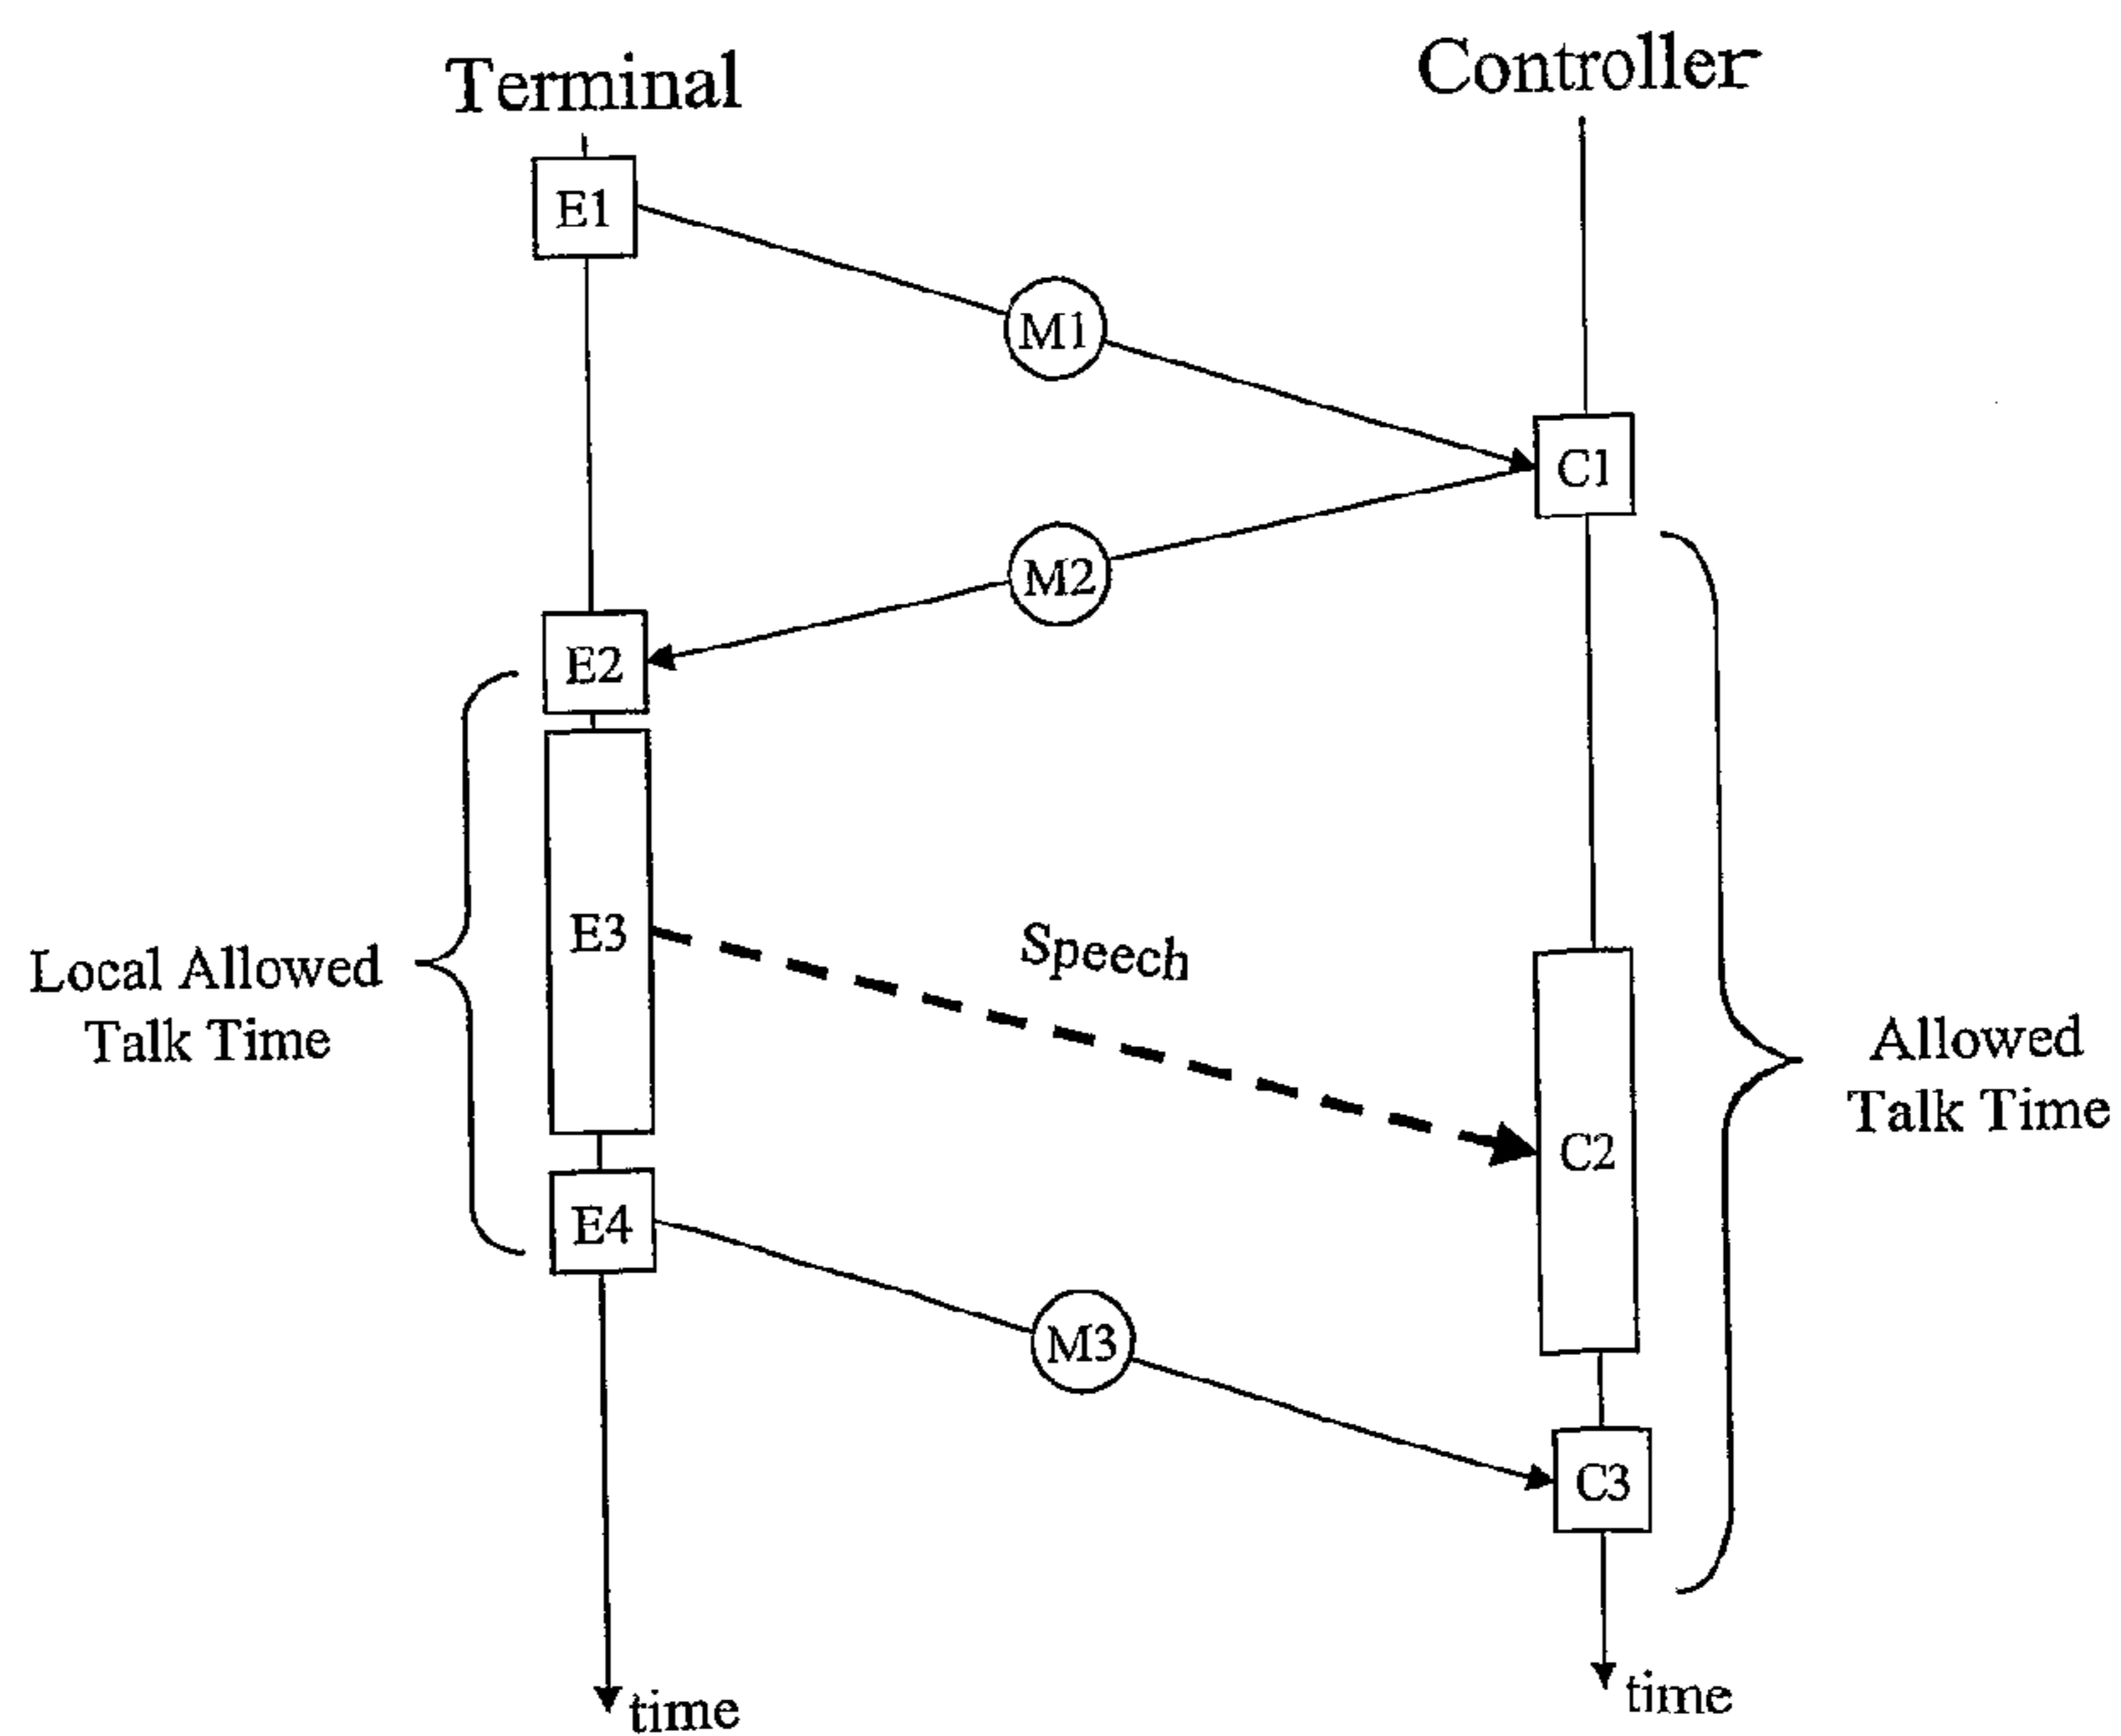 Terminal
Controller
E1
M1
C1
M2
E2
E3
Speech
Local Allowed
Talk Time
Allowed
Talk Time
C2
E4
M3
C3
time
time